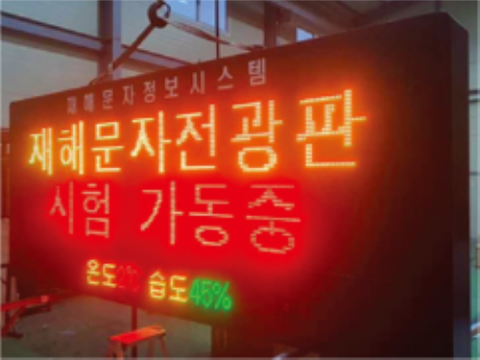 재해문자정보시스템
재해문자전광판
시험 가동중
온도2℃ 습도45%